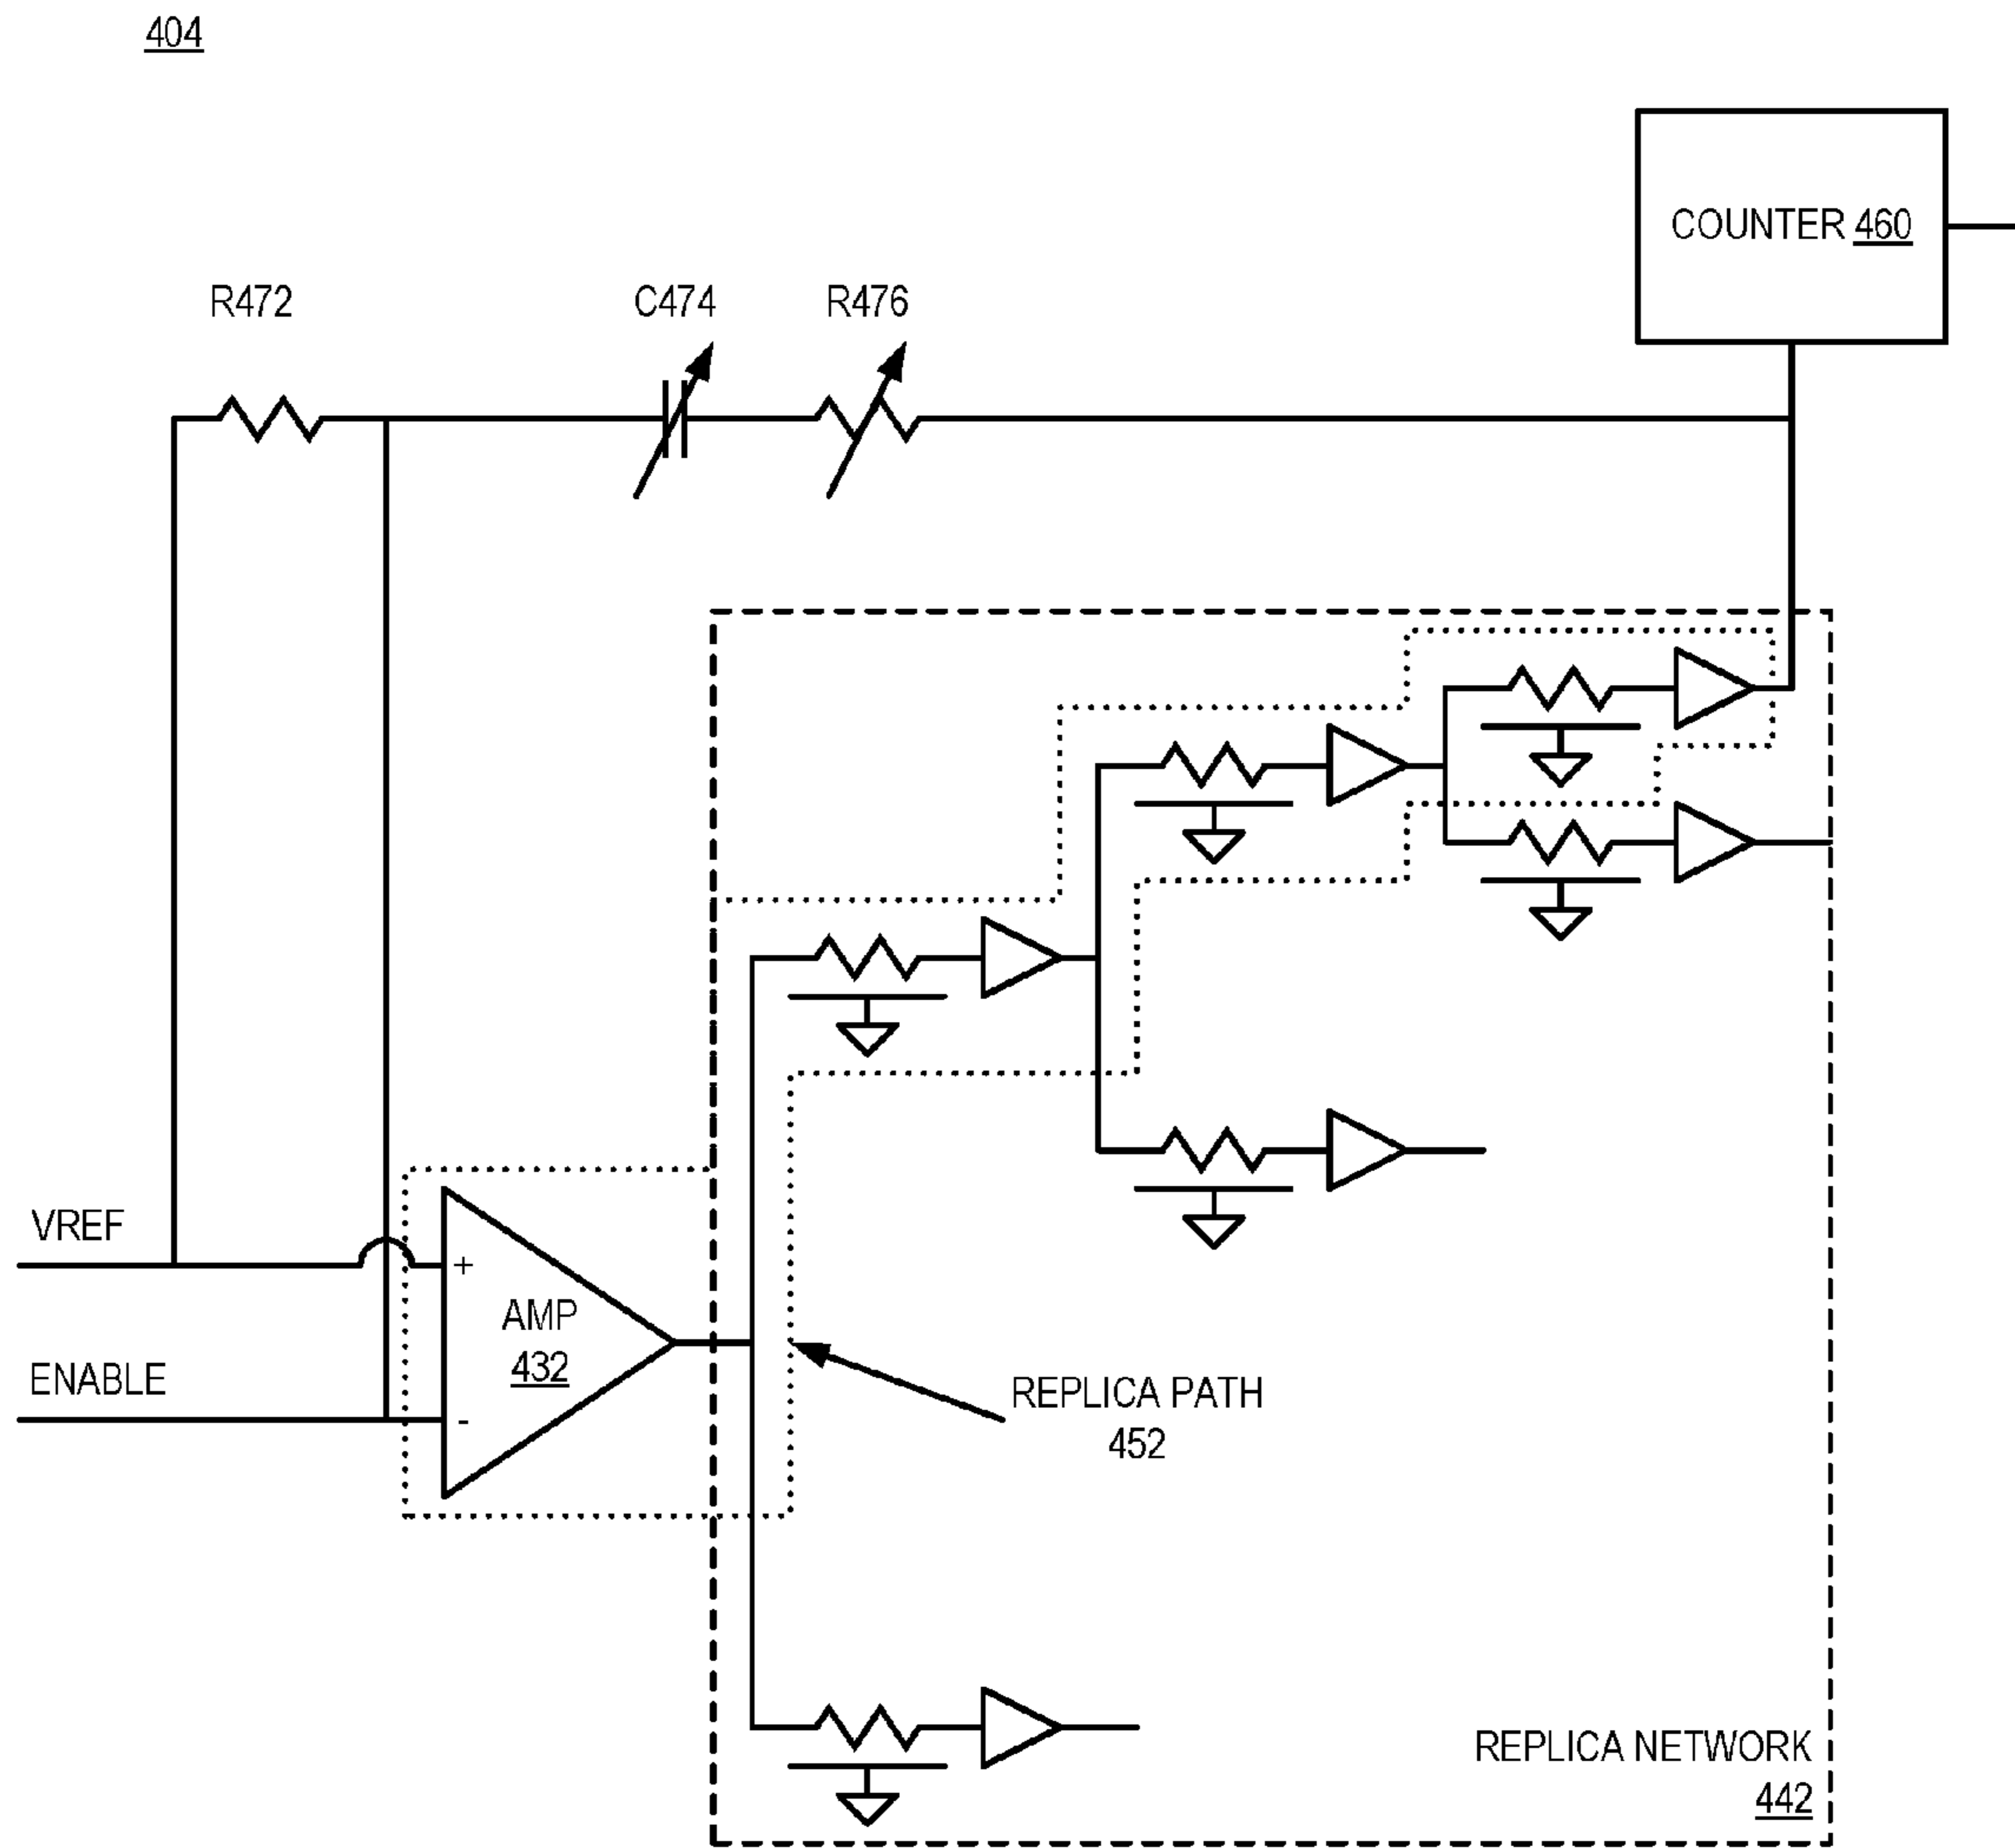 404
COUNTER 460
R472
C474
R476
VREF
+
AMP
432
ENABLE
-
REPLICA PATH
452
REPLICA NETWORK
442